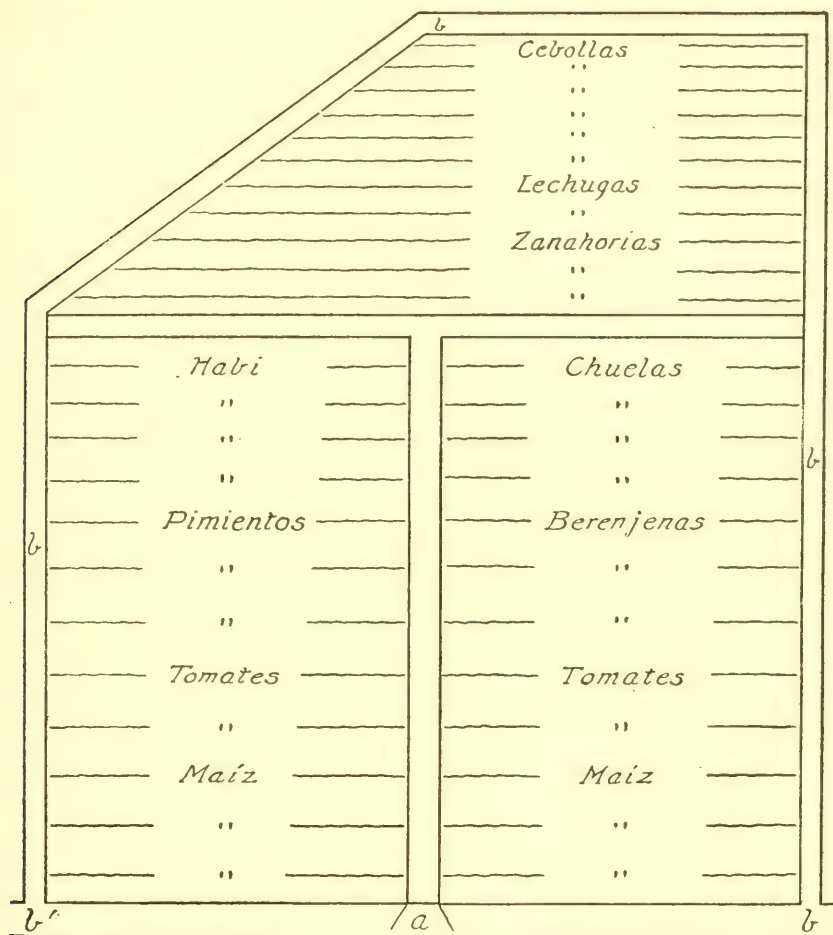 b
Cebollas
"
"
"
"
"
Lechugas
"
Zanahorias
"
"
Habi Chuelas
" "
" "
b
" "
Pimientos Berenjenas
b
" "
" "
Tomates Tomates
" "
Maíz Maíz
" "
" "
b' a b